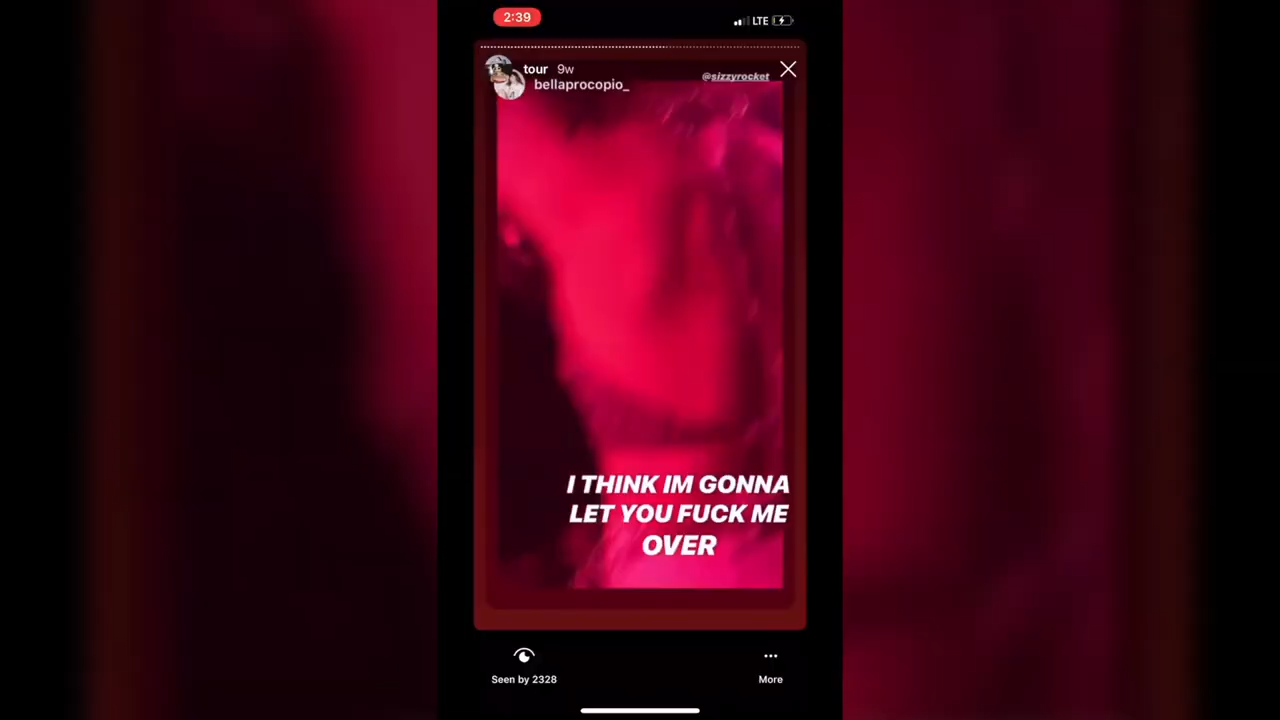 2:39
LTE
tour 9w
bellaprocopio_
@sizzyrocket
I THINK IM GONNA
LET YOU FUCK ME
OVER
Seen by 2328
More